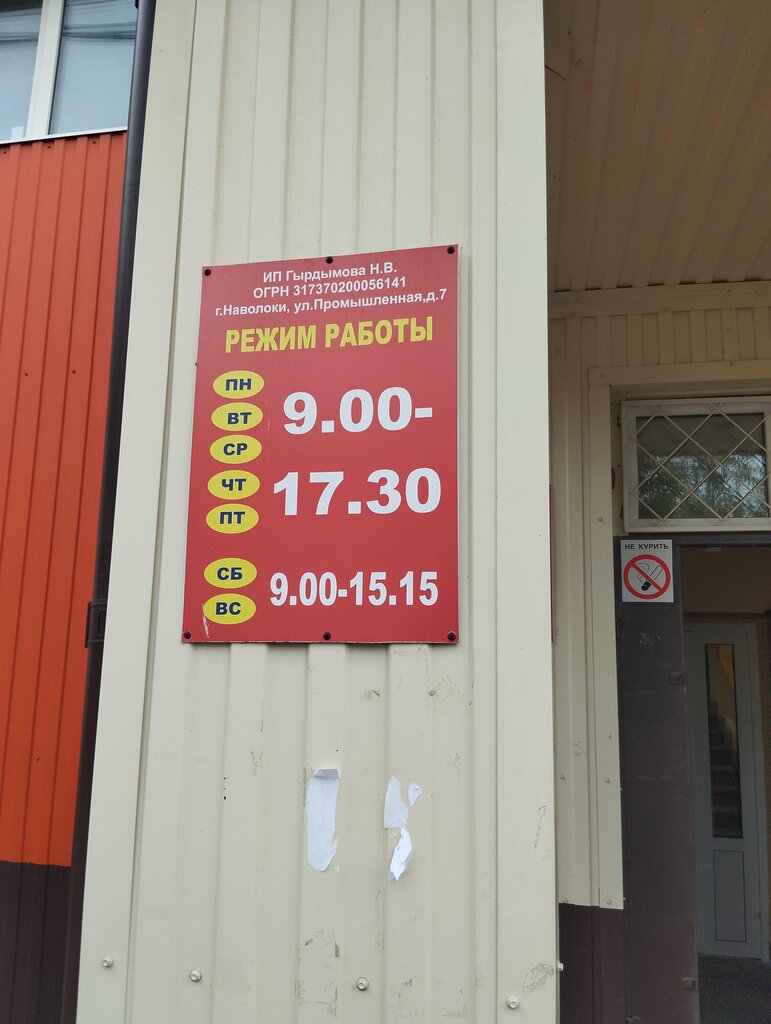 ИП Гырдымова Н.В.
ОГРН 317370200056141
г.Наволоки, ул.Промышленная,д.7
РЕЖИМ РАБОТЫ
ПН
ВТ
СР
ЧТ
ПТ
9.00-
17.30
СБ
ВС
9.00-15.15
НЕ КУРИТЬ